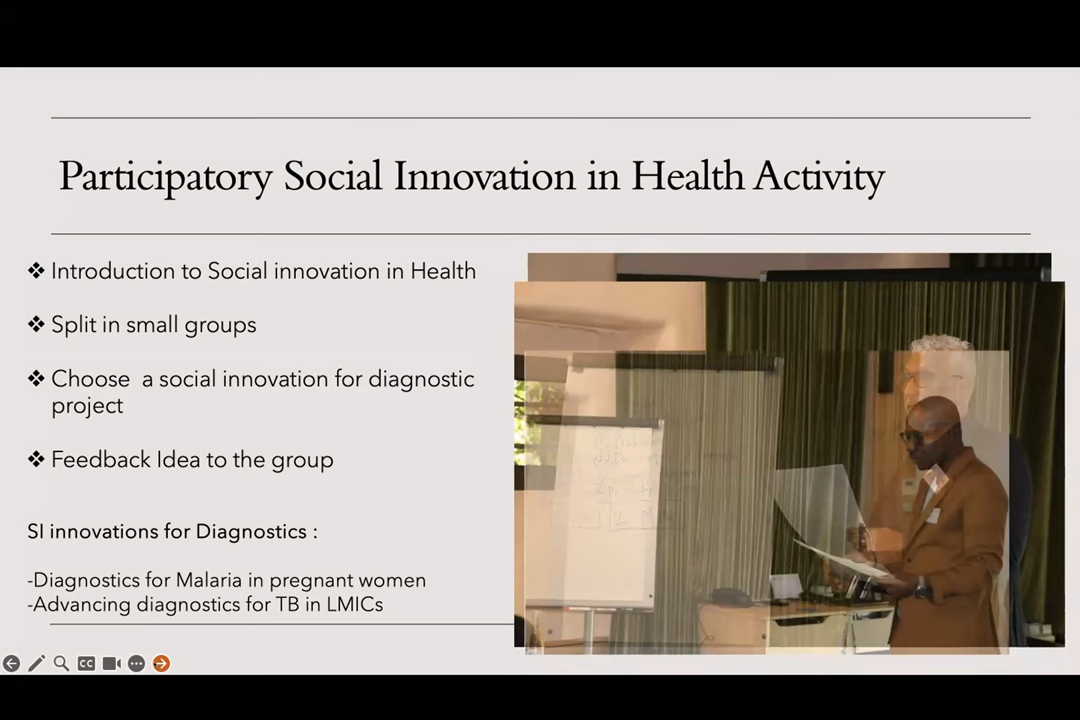 Participatory Social Innovation in Health Activity
❖ Introduction to Social innovation in Health
❖ Split in small groups
❖ Choose a social innovation for diagnostic
project
❖ Feedback Idea to the group
SI innovations for Diagnostics :
-Diagnostics for Malaria in pregnant women
-Advancing diagnostics for TB in LMICs
CC